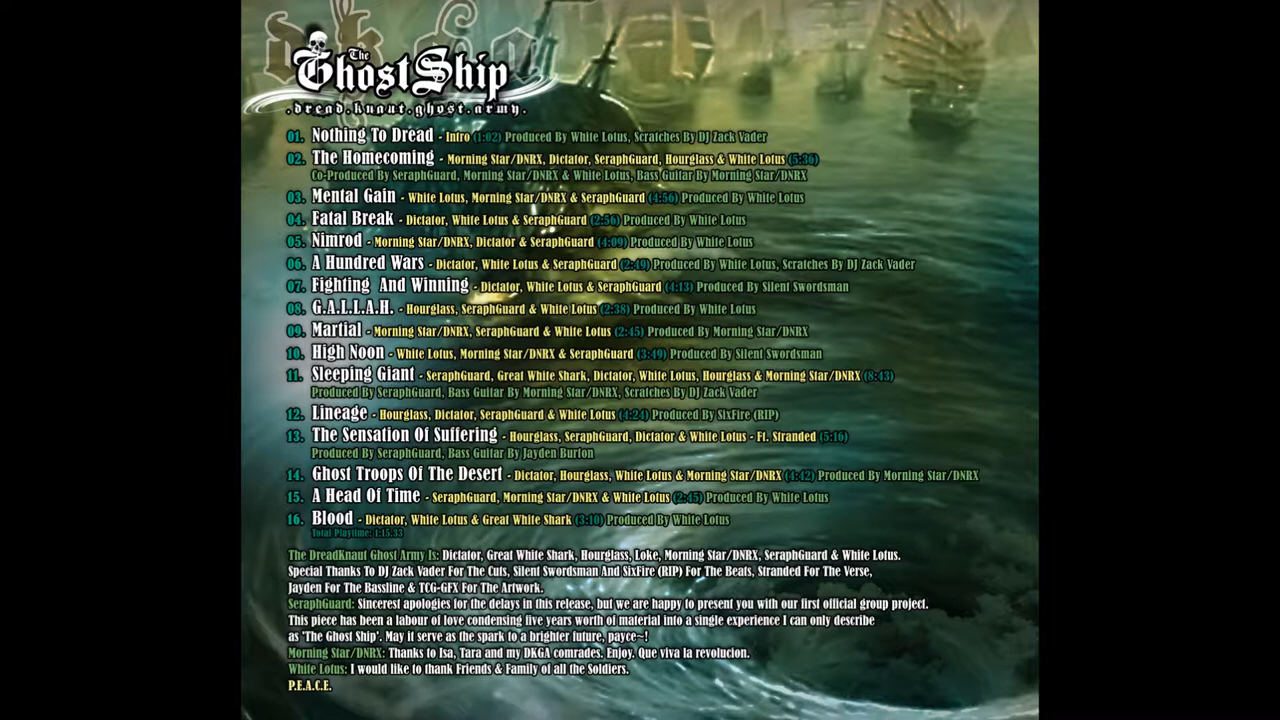 dkga
The
Ghost Ship
.dread.knaut.ghost.army.
01. Nothing To Dread - Intro (1:02) Produced By White Lotus, Scratches By DJ Zack Vader
02. The Homecoming - Morning Star/DNRX, Dictator, SeraphGuard, Hourglass & White Lotus (5:36)
Co-Produced By SeraphGuard, Morning Star/DNRX & White Lotus, Bass Guitar By Morning Star/DNRX
03. Mental Gain - White Lotus, Morning Star/DNRX & SeraphGuard (4:56) Produced By White Lotus
04. Fatal Break - Dictator, White Lotus & SeraphGuard (2:56) Produced By White Lotus
05. Nimrod - Morning Star/DNRX, Dictator & SeraphGuard (4:09) Produced By White Lotus
06. A Hundred Wars - Dictator, White Lotus & SeraphGuard (2:49) Produced By White Lotus, Scratches By DJ Zack Vader
07. Fighting And Winning - Dictator, White Lotus & SeraphGuard (4:13) Produced By Silent Swordsman
08. G.A.L.L.A.H. - Hourglass, SeraphGuard & White Lotus (2:38) Produced By White Lotus
09. Martial - Morning Star/DNRX, SeraphGuard & White Lotus (2:45) Produced By Morning Star/DNRX
10. High Noon - White Lotus, Morning Star/DNRX & SeraphGuard (3:49) Produced By Silent Swordsman
11. Sleeping Giant - SeraphGuard, Great White Shark, Dictator, White Lotus, Hourglass & Morning Star/DNRX (8:43)
Produced By SeraphGuard, Bass Guitar By Morning Star/DNRX, Scratches By DJ Zack Vader
12. Lineage - Hourglass, Dictator, SeraphGuard & White Lotus (4:24) Produced By SixFire (RIP)
13. The Sensation Of Suffering - Hourglass, SeraphGuard, Dictator & White Lotus - Ft. Stranded (5:16)
Produced By SeraphGuard, Bass Guitar By Jayden Burton
14. Ghost Troops Of The Desert - Dictator, Hourglass, White Lotus & Morning Star/DNRX (4:42) Produced By Morning Star/DNRX
15. A Head Of Time - SeraphGuard, Morning Star/DNRX & White Lotus (2:45) Produced By White Lotus
16. Blood - Dictator, White Lotus & Great White Shark (3:10) Produced By White Lotus
Total Playtime: 1:15.33
The DreadKnaut Ghost Army Is: Dictator, Great White Shark, Hourglass, Loke, Morning Star/DNRX, SeraphGuard & White Lotus.
Special Thanks To DJ Zack Vader For The Cuts, Silent Swordsman And SixFire (RIP) For The Beats, Stranded For The Verse,
Jayden For The Bassline & TCG-GFX For The Artwork.
SeraphGuard: Sincerest apologies for the delays in this release, but we are happy to present you with our first official group project.
This piece has been a labour of love condensing five years worth of material into a single experience I can only describe
as 'The Ghost Ship'. May it serve as the spark to a brighter future, payce~!
Morning Star/DNRX: Thanks to Isa, Tara and my DKGA comrades. Enjoy. Que viva la revolucion.
White Lotus: I would like to thank Friends & Family of all the Soldiers.
P.E.A.C.E.